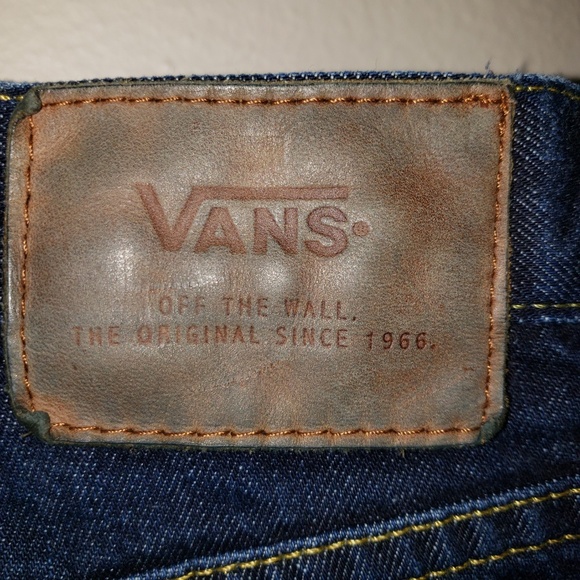 VANS®
OFF THE WALL.
THE ORIGINAL SINCE 1966.